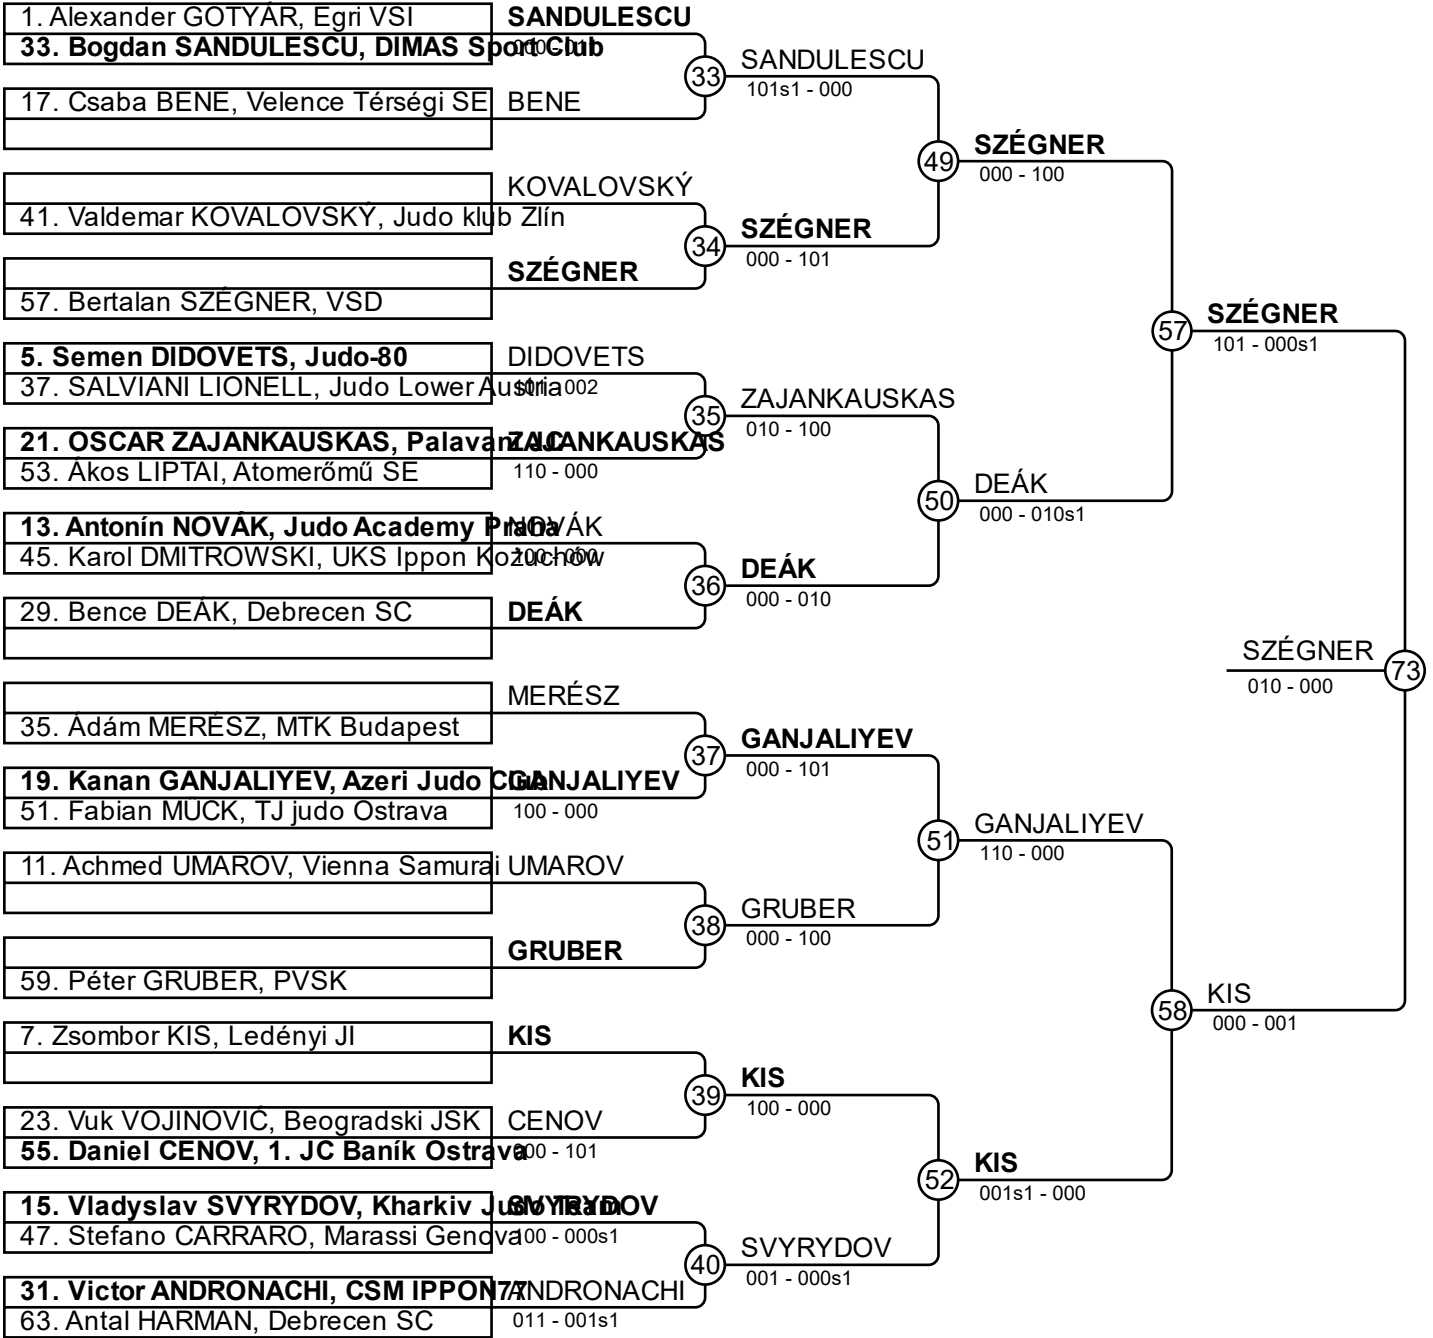 1. Alexander GOTYÁR, Egri VSI
33. Bogdan SANDULESCU, DIMAS Sport Club
SANDULESCU
17. Csaba BENE, Velence Térségi SE
BENE
33
SANDULESCU
101s1 - 000
KOVALOVSKÝ
41. Valdemar KOVALOVSKÝ, Judo klub Zlín
SZÉGNER
57. Bertalan SZÉGNER, VSD
34
SZÉGNER
000 - 101
49
SZÉGNER
000 - 100
5. Semen DIDOVETS, Judo-80
37. SALVIANI LIONELL, Judo Lower Austria
DIDOVETS
101 - 002
21. OSCAR ZAJANKAUSKAS, Palavanz JC
53. Ákos LIPTAI, Atomerőmű SE
ZAJANKAUSKAS
110 - 000
35
ZAJANKAUSKAS
010 - 100
13. Antonín NOVÁK, Judo Academy Praha
45. Karol DMITROWSKI, UKS Ippon Kożuchów
NOVÁK
100 - 000
29. Bence DEÁK, Debrecen SC
DEÁK
36
DEÁK
000 - 010
50
DEÁK
000 - 010s1
57
SZÉGNER
101 - 000s1
MERÉSZ
35. Ádám MERÉSZ, MTK Budapest
19. Kanan GANJALIYEV, Azeri Judo Club
51. Fabian MÜCK, TJ judo Ostrava
GANJALIYEV
100 - 000
37
GANJALIYEV
000 - 101
11. Achmed UMAROV, Vienna Samurai
UMAROV
GRUBER
59. Péter GRUBER, PVSK
38
GRUBER
000 - 100
51
GANJALIYEV
110 - 000
7. Zsombor KIS, Ledényi JI
KIS
23. Vuk VOJINOVIĆ, Beogradski JSK
55. Daniel CENOV, 1. JC Baník Ostrava
CENOV
000 - 101
39
KIS
100 - 000
15. Vladyslav SVYRYDOV, Kharkiv Judo Team
47. Stefano CARRARO, Marassi Genova
SVYRYDOV
100 - 000s1
31. Victor ANDRONACHI, CSM IPPON77
63. Antal HARMAN, Debrecen SC
ANDRONACHI
011 - 001s1
40
SVYRYDOV
001 - 000s1
52
KIS
001s1 - 000
58
KIS
000 - 001
73
SZÉGNER
010 - 000